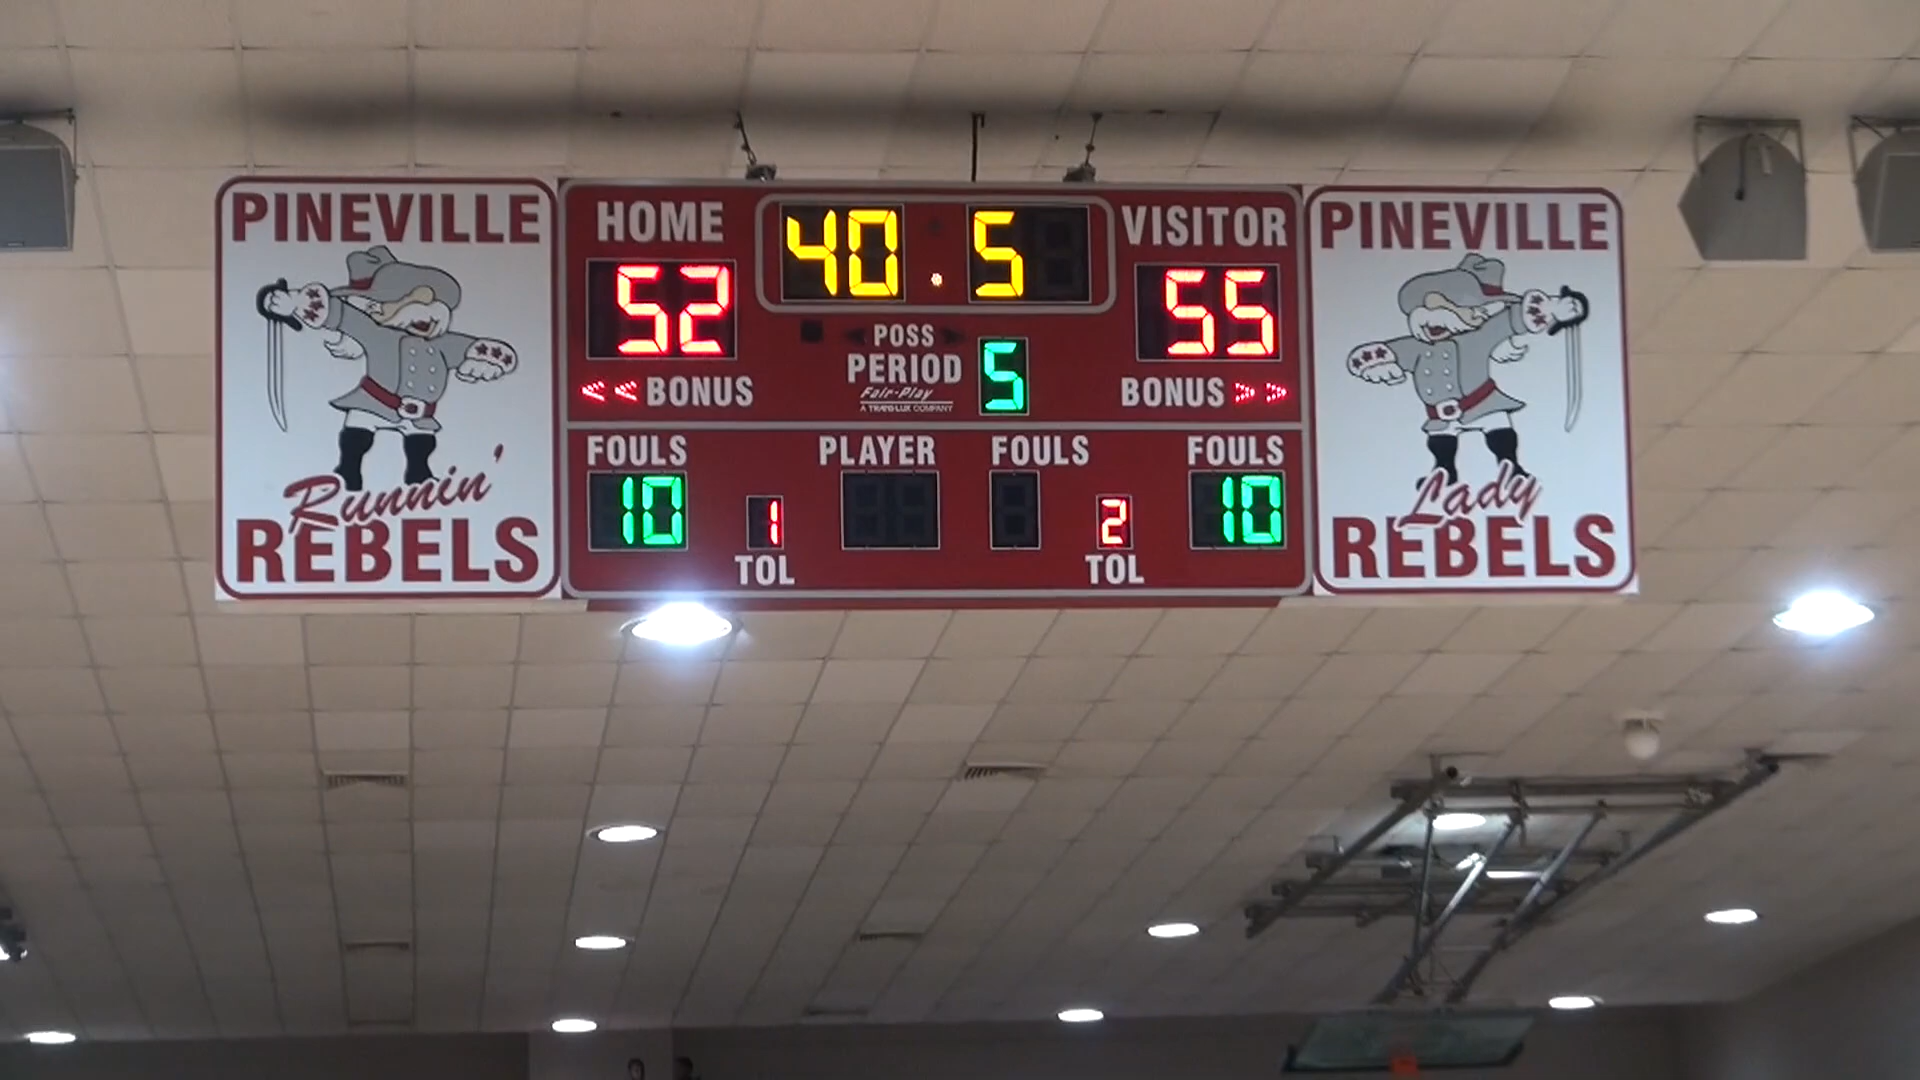 PINEVILLE
Runnin'
REBELS
HOME 40.5 VISITOR
52 55
POSS
<< BONUS PERIOD 5 BONUS >>
Fair-Play
A TRANS-LUX COMPANY
FOULS PLAYER FOULS FOULS
10 1 2 10
TOL TOL
PINEVILLE
Lady
REBELS